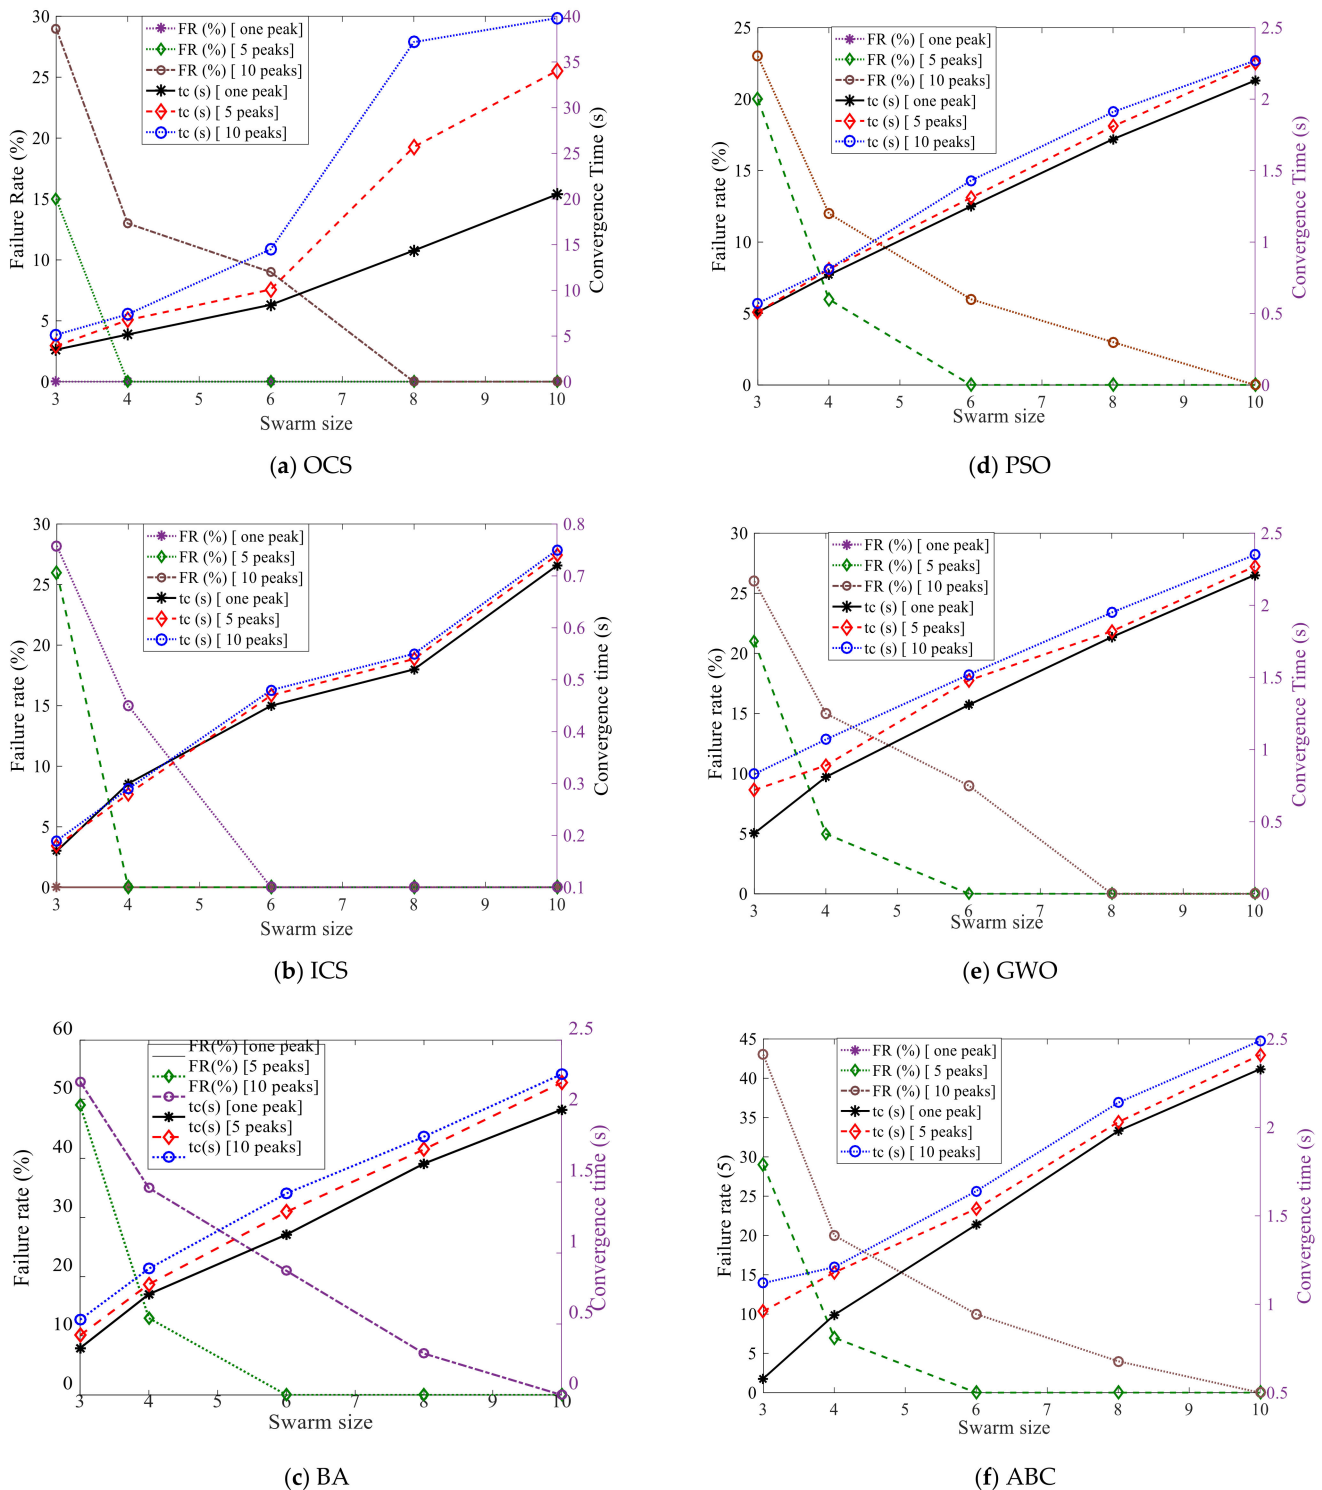 FR (%) [ one peak]
FR (%) [ 5 peaks]
FR (%) [ 10 peaks]
tc (s) [ one peak]
tc (s) [ 5 peaks]
tc (s) [ 10 peaks]
Failure Rate (%)
30
25
20
15
10
5
0
3 4 5 6 7 8 9 10
Swarm size
40
35
30
25
20
15
10
5
0
Convergence Time (s)
(a) OCS
FR (%) [ one peak]
FR (%) [ 5 peaks]
FR (%) [ 10 peaks]
tc (s) [ one peak]
tc (s) [ 5 peaks]
tc (s) [ 10 peaks]
Failure rate (%)
25
20
15
10
5
0
3 4 5 6 7 8 9 10
Swarm size
2.5
2
1.5
1
0.5
0
Convergence Time (s)
(d) PSO
FR (%) [ one peak]
FR (%) [ 5 peaks]
FR (%) [ 10 peaks]
tc (s) [ one peak]
tc (s) [ 5 peaks]
tc (s) [ 10 peaks]
Failure rate (%)
30
25
20
15
10
5
0
3 4 5 6 7 8 9 10
Swarm size
0.8
0.7
0.6
0.5
0.4
0.3
0.2
0.1
Convergence time (s)
(b) ICS
FR (%) [ one peak]
FR (%) [ 5 peaks]
FR (%) [ 10 peaks]
tc (s) [ one peak]
tc (s) [ 5 peaks]
tc (s) [ 10 peaks]
Failure rate (%)
30
25
20
15
10
5
0
3 4 5 6 7 8 9 10
Swarm size
2.5
2
1.5
1
0.5
0
Convergence Time (s)
(e) GWO
FR(%) [one peak]
FR(%) [5 peaks]
FR(%) [10 peaks]
tc(s) [one peak]
tc(s) [5 peaks]
tc(s) [10 peaks]
Failure rate (%)
60
50
40
30
20
10
0
3 4 5 6 7 8 9 10
Swarm size
2.5
2
1.5
1
0.5
0
Convergence time (s)
(c) BA
FR (%) [ one peak]
FR (%) [ 5 peaks]
FR (%) [ 10 peaks]
tc (s) [ one peak]
tc (s) [ 5 peaks]
tc (s) [ 10 peaks]
Failure rate (5)
45
40
35
30
25
20
15
10
5
0
3 4 5 6 7 8 9 10
Swarm size
2.5
2
1.5
1
0.5
Convergence time (s)
(f) ABC